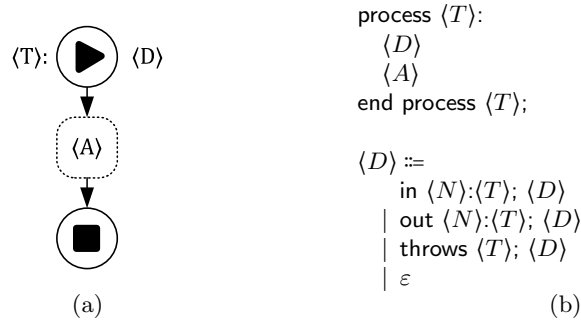 ⟨T⟩: ⟨D⟩
⟨A⟩
(a)
process ⟨T⟩:
⟨D⟩
⟨A⟩
end process ⟨T⟩;
⟨D⟩ ::=
in ⟨N⟩:⟨T⟩; ⟨D⟩
| out ⟨N⟩:⟨T⟩; ⟨D⟩
| throws ⟨T⟩; ⟨D⟩
| ε
(b)